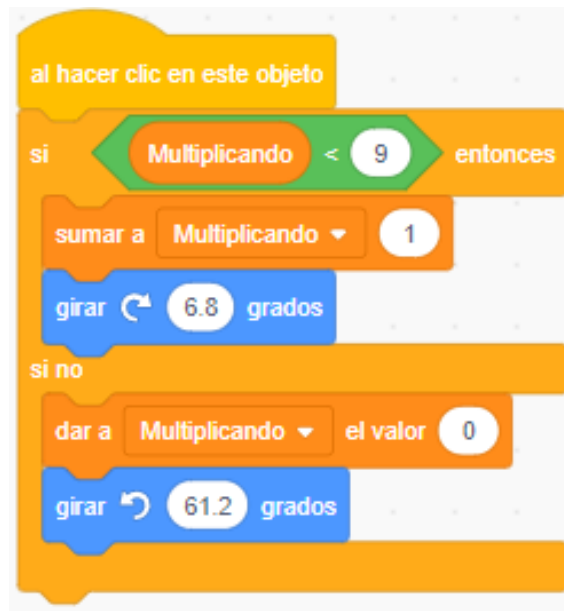 al hacer clic en este objeto
si Multiplicando < 9 entonces
sumar a Multiplicando 1
girar 6.8 grados
si no
dar a Multiplicando el valor 0
girar 61.2 grados